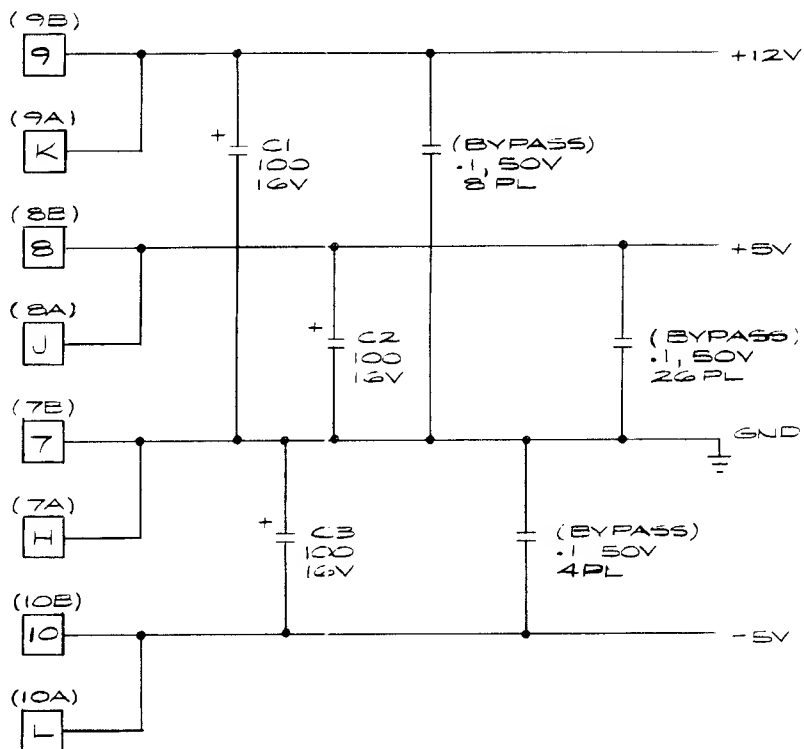 (9B)
9
+12V
(9A)
K
+ C1
100
16V
(BYPASS)
.1, 50V
8 PL
(8B)
8
+5V
(8A)
J
+ C2
100
16V
(BYPASS)
.1, 50V
26 PL
(7B)
7
GND
(7A)
H
+ C3
100
16V
(BYPASS)
.1 50V
4 PL
(10B)
10
-5V
(10A)
L